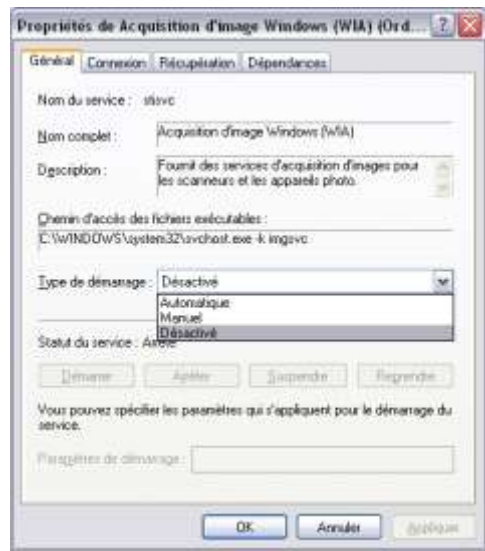 Propriétés de Acquisition d'image Windows (WIA) (Ord...
Général Connexion Récupération Dépendances
Nom du service : stisvc
Nom complet : Acquisition d'image Windows (WIA)
Description : Fournit des services d'acquisition d'images pour
les scanneurs et les appareils photo.
Chemin d'accès des fichiers exécutables :
C:\WINDOWS\system32\svchost.exe -k imgsvc
Type de démarrage : Désactivé
Automatique
Manuel
Désactivé
Statut du service : Arrêté
Démarrer Arrêter Suspendre Reprendre
Vous pouvez spécifier les paramètres qui s'appliquent pour le démarrage du
service.
Paramètres de démarrage :
OK Annuler Appliquer